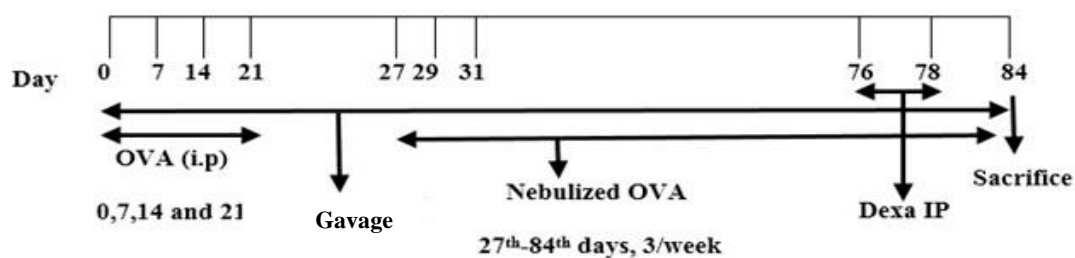 Day 0 7 14 21 27 29 31 76 78 84
OVA (i.p)
0,7,14 and 21
Gavage
Nebulized OVA
27th-84th days, 3/week
Dexa IP
Sacrifice